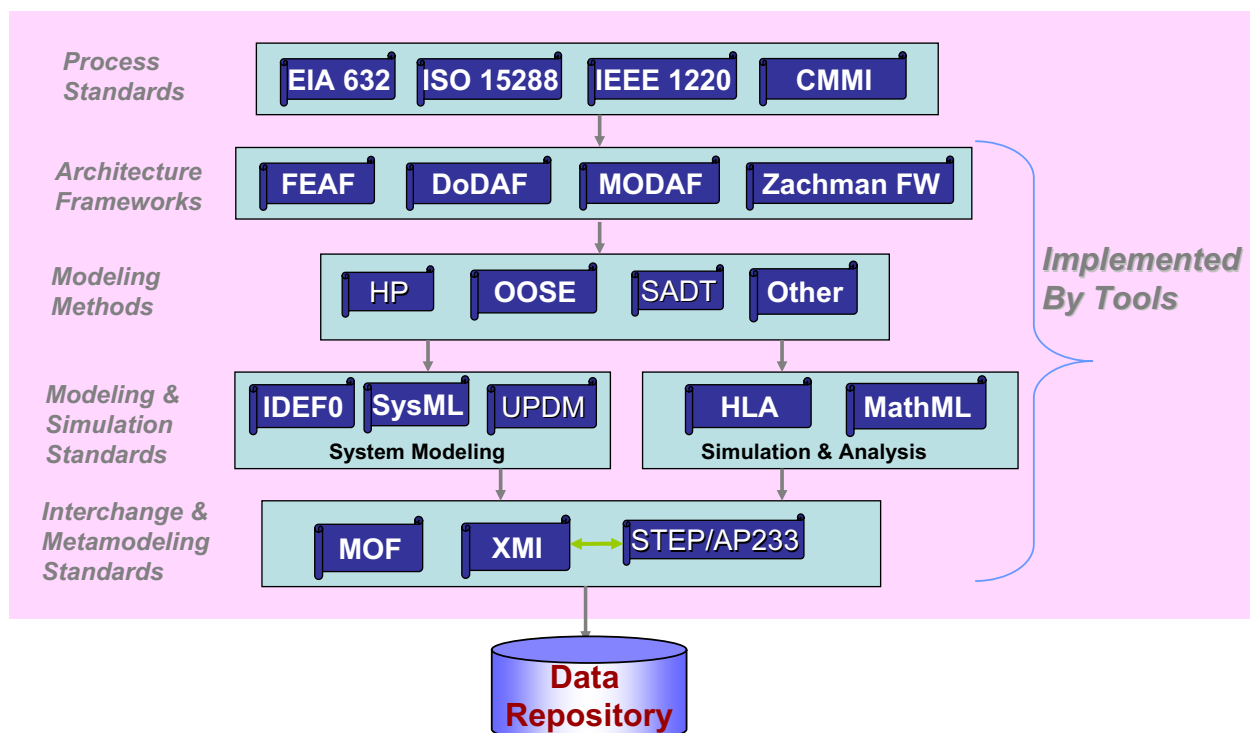 Process
Standards
EIA 632 ISO 15288 IEEE 1220 CMMI
Architecture
Frameworks
FEAF DoDAF MODAF Zachman FW
Implemented
By Tools
Modeling
Methods
HP OOSE SADT Other
Modeling &
Simulation
Standards
IDEF0 SysML UPDM
System Modeling
HLA MathML
Simulation & Analysis
Interchange &
Metamodeling
Standards
MOF XMI STEP/AP233
Data
Repository